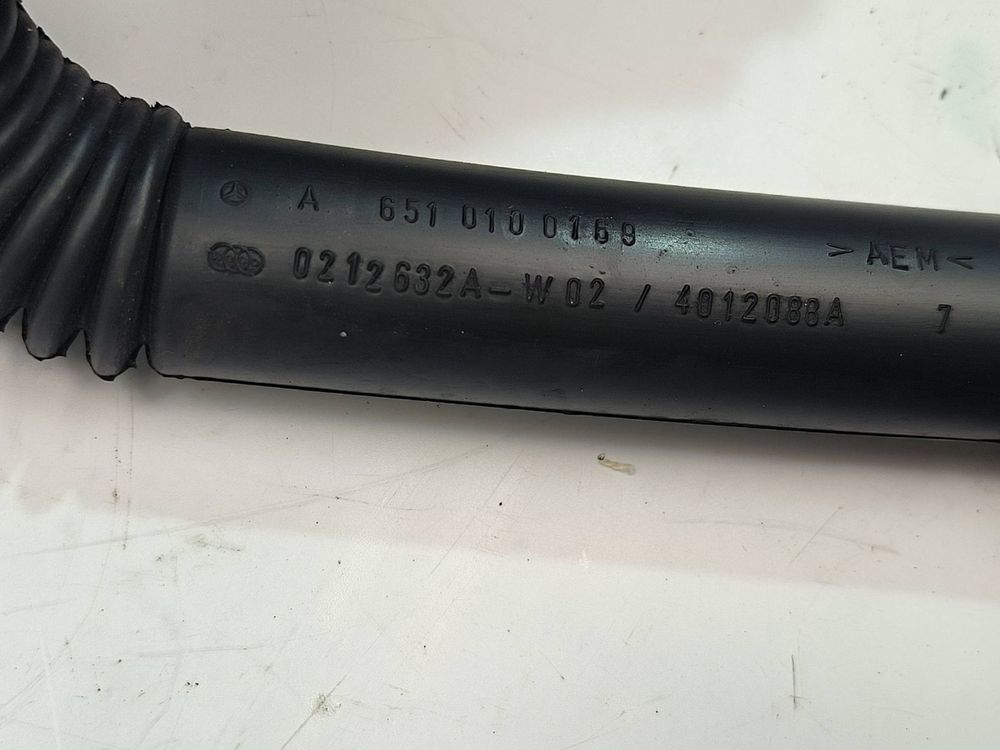 A 651 010 0169 >AEM<
0212632A-W02 / 4012088A 7